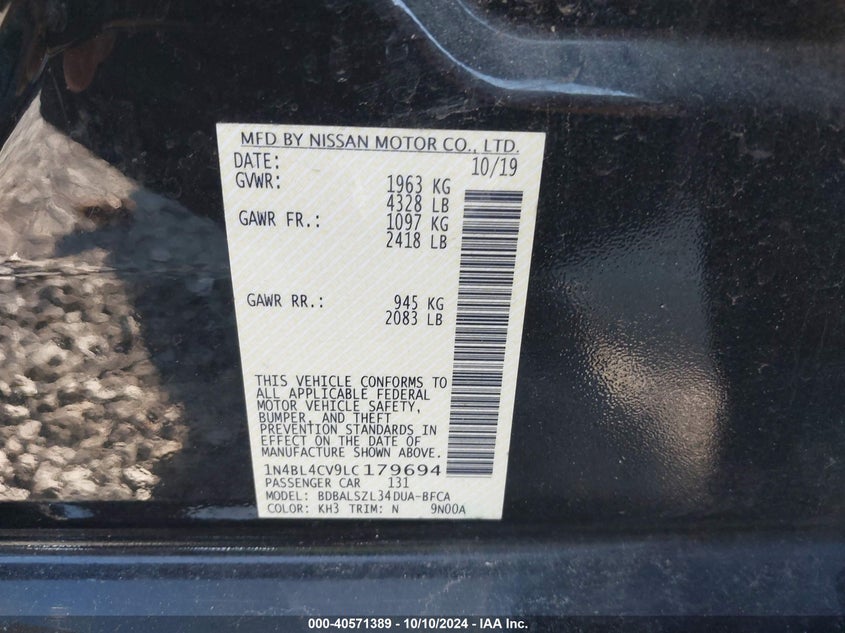 MFD BY NISSAN MOTOR CO., LTD.
DATE: 10/19
GVWR: 1963 KG
4328 LB
GAWR FR.: 1097 KG
2418 LB
GAWR RR.: 945 KG
2083 LB
THIS VEHICLE CONFORMS TO
ALL APPLICABLE FEDERAL
MOTOR VEHICLE SAFETY,
BUMPER, AND THEFT
PREVENTION STANDARDS IN
EFFECT ON THE DATE OF
MANUFACTURE SHOWN ABOVE.
1N4BL4CV9LC179694
PASSENGER CAR 131
MODEL: BDBALSZL34DUA-BFCA
COLOR: KH3 TRIM: N 9N00A
000-40571389 - 10/10/2024 - IAA Inc.